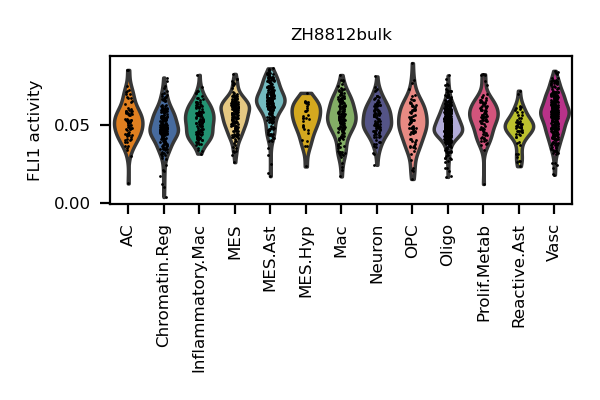 ZH8812bulk
FLI1 activity
0.05
0.00
AC
Chromatin.Reg
Inflammatory.Mac
MES
MES.Ast
MES.Hyp
Mac
Neuron
OPC
Oligo
Prolif.Metab
Reactive.Ast
Vasc